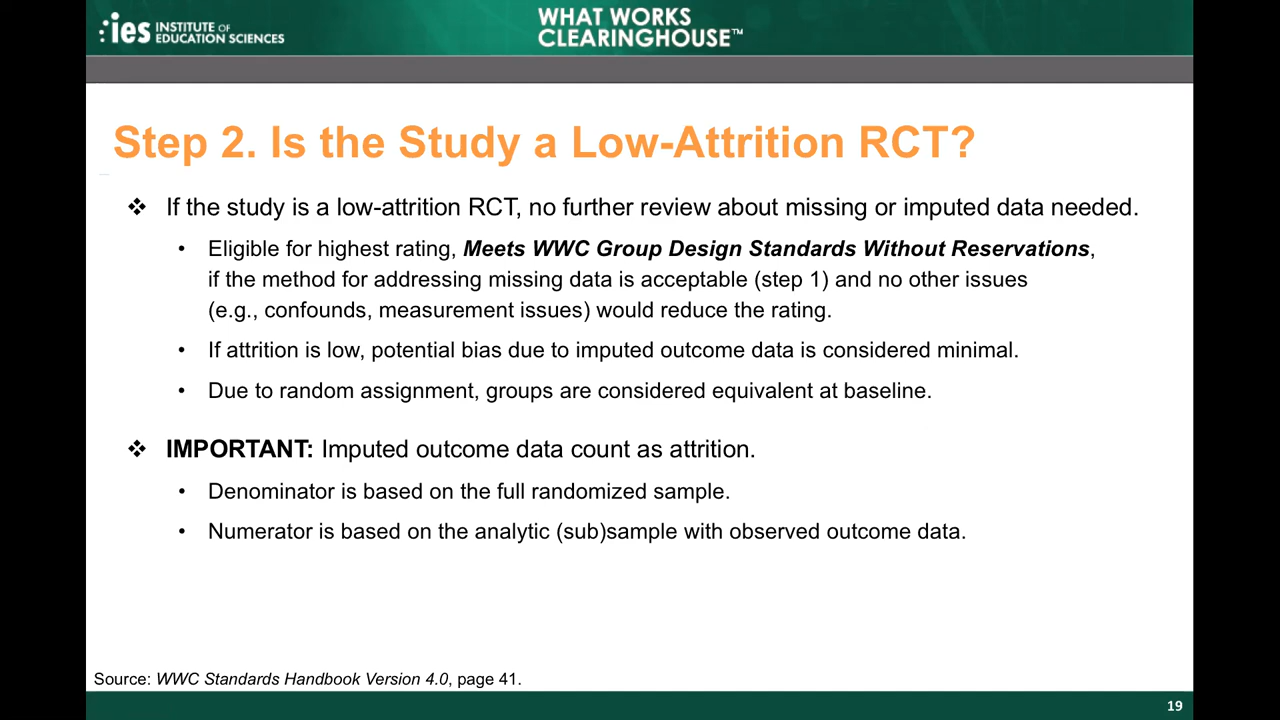 ies INSTITUTE OF
EDUCATION SCIENCES
WHAT WORKS
CLEARINGHOUSE™
Step 2. Is the Study a Low-Attrition RCT?
❖ If the study is a low-attrition RCT, no further review about missing or imputed data needed.
• Eligible for highest rating, Meets WWC Group Design Standards Without Reservations,
if the method for addressing missing data is acceptable (step 1) and no other issues
(e.g., confounds, measurement issues) would reduce the rating.
• If attrition is low, potential bias due to imputed outcome data is considered minimal.
• Due to random assignment, groups are considered equivalent at baseline.
❖ IMPORTANT: Imputed outcome data count as attrition.
• Denominator is based on the full randomized sample.
• Numerator is based on the analytic (sub)sample with observed outcome data.
Source: WWC Standards Handbook Version 4.0, page 41.
19